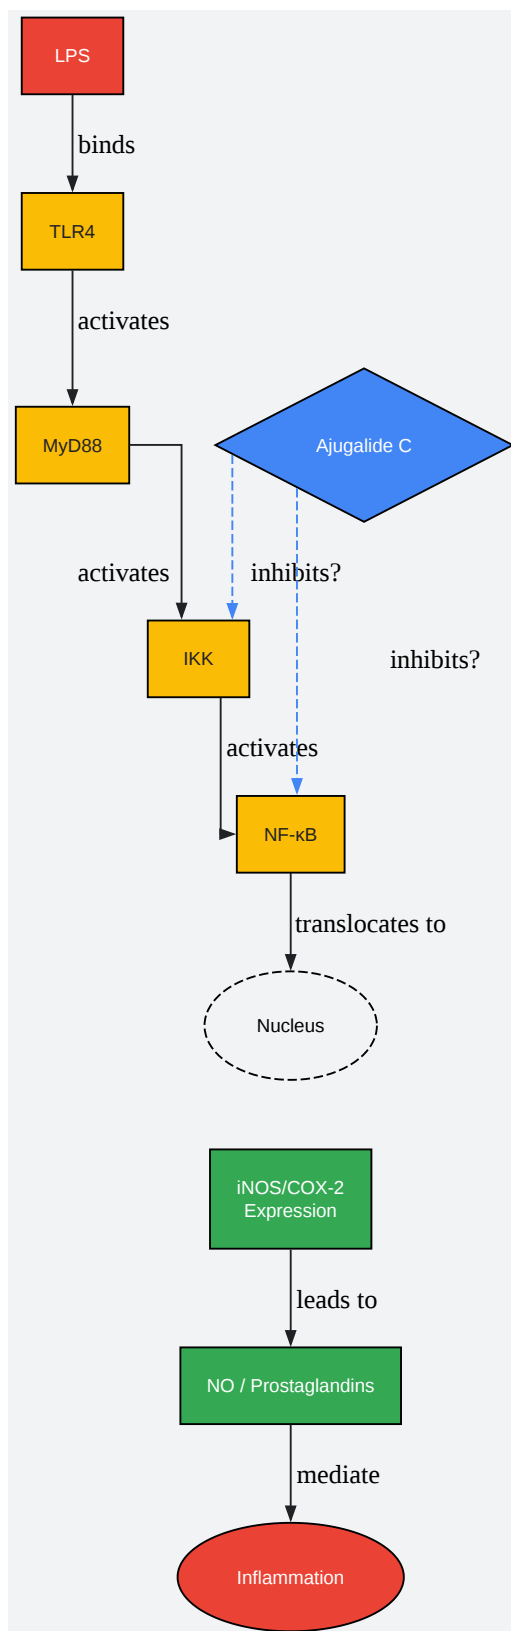 LPS
binds
TLR4
activates
MyD88
Ajugalide C
activates
inhibits?
IKK
inhibits?
activates
NF-κB
translocates to
Nucleus
iNOS/COX-2
Expression
leads to
NO / Prostaglandins
mediate
Inflammation